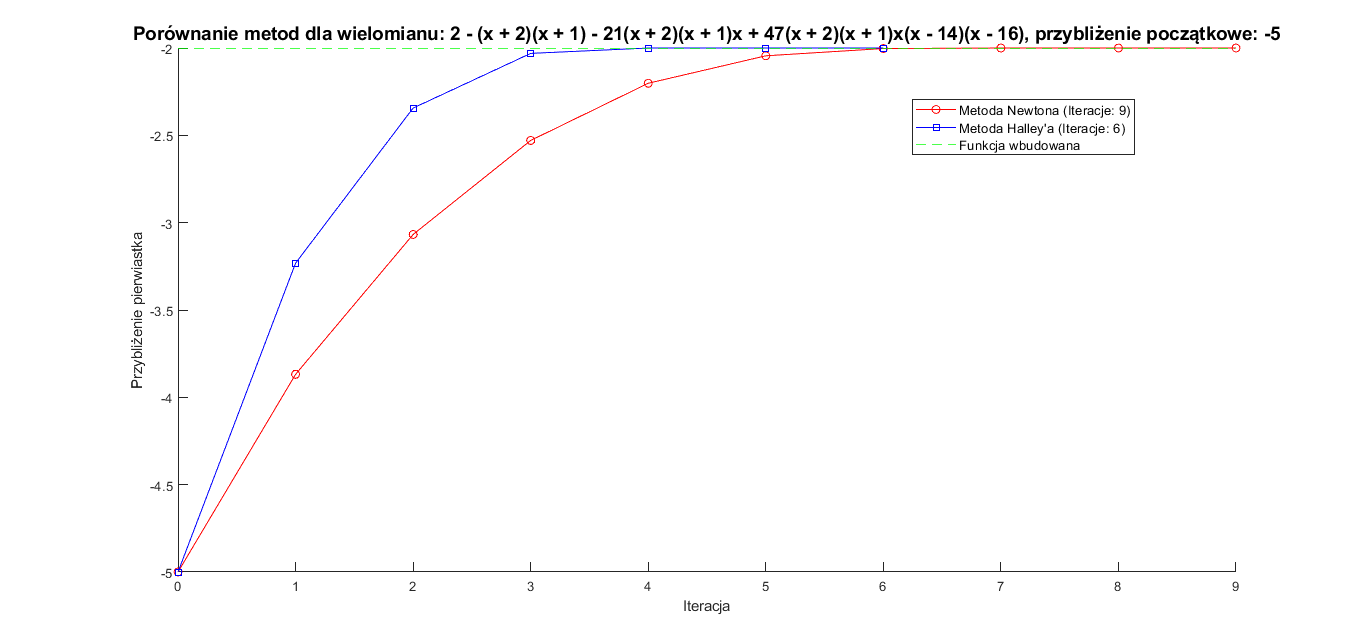 Porównanie metod dla wielomianu: 2 - (x + 2)(x + 1) - 21(x + 2)(x + 1)x + 47(x + 2)(x + 1)x(x - 14)(x - 16), przybliżenie początkowe: -5
-2
-2.5
-3
-3.5
-4
-4.5
-5
Przybliżenie pierwiastka
Metoda Newtona (Iteracje: 9)
Metoda Halley'a (Iteracje: 6)
Funkcja wbudowana
0 1 2 3 4 5 6 7 8 9
Iteracja